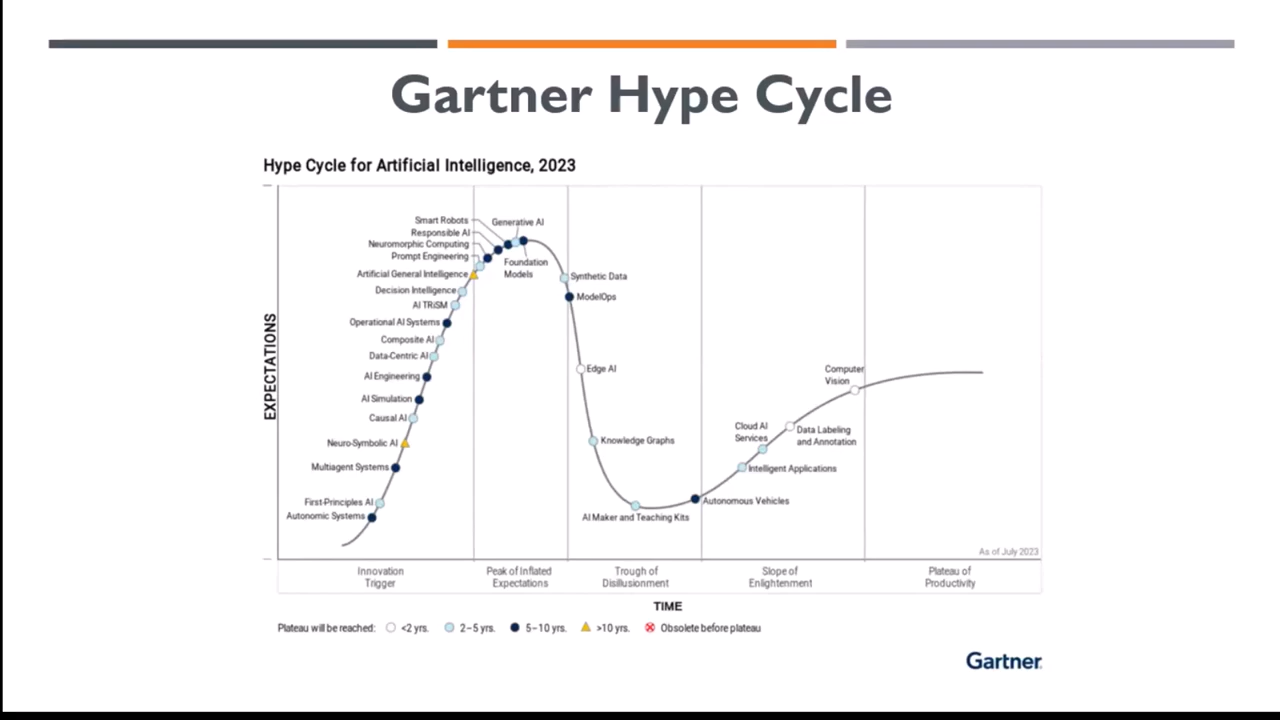 Gartner Hype Cycle
Hype Cycle for Artificial Intelligence, 2023
EXPECTATIONS
Smart Robots
Generative AI
Responsible AI
Neuromorphic Computing
Prompt Engineering
Foundation
Models
Artificial General Intelligence
Decision Intelligence
AI TRiSM
Operational AI Systems
Composite AI
Data-Centric AI
AI Engineering
AI Simulation
Causal AI
Neuro-Symbolic AI
Multiagent Systems
First-Principles AI
Autonomic Systems
Synthetic Data
ModelOps
Edge AI
Knowledge Graphs
AI Maker and Teaching Kits
Autonomous Vehicles
Intelligent Applications
Cloud AI
Services
Data Labeling
and Annotation
Computer
Vision
As of July 2023
Innovation
Trigger
Peak of Inflated
Expectations
Trough of
Disillusionment
Slope of
Enlightenment
Plateau of
Productivity
TIME
Plateau will be reached: <2 yrs. 2–5 yrs. 5–10 yrs. >10 yrs. Obsolete before plateau
Gartner